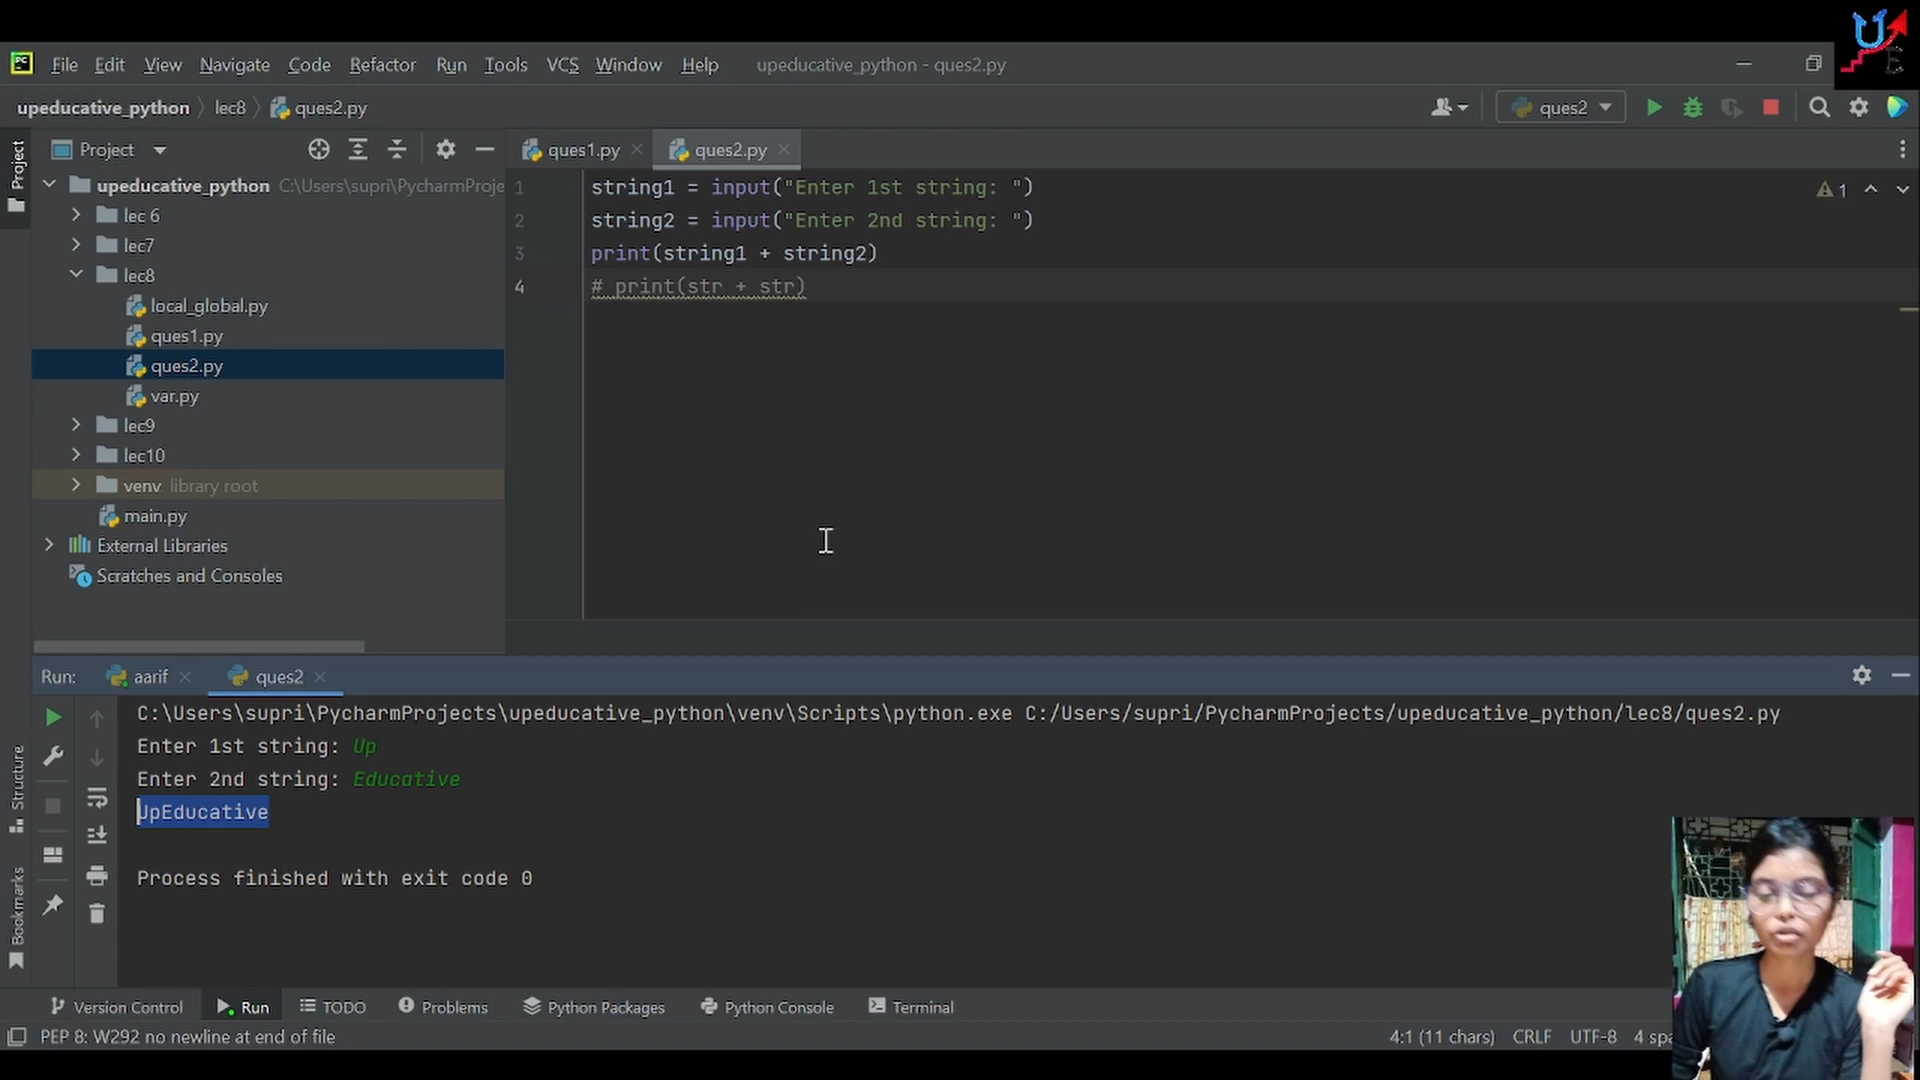 File Edit View Navigate Code Refactor Run Tools VCS Window Help upeducative_python - ques2.py
upeducative_python lec8 ques2.py
ques2
Project
ques1.py ques2.py
upeducative_python C:\Users\supri\PycharmProje
lec 6
lec7
lec8
local_global.py
ques1.py
ques2.py
var.py
lec9
lec10
venv library root
main.py
External Libraries
Scratches and Consoles
1 string1 = input("Enter 1st string: ")
2 string2 = input("Enter 2nd string: ")
3 print(string1 + string2)
4 # print(str + str)
1
Project
Structure
Bookmarks
Run: aarif ques2
C:\Users\supri\PycharmProjects\upeducative_python\venv\Scripts\python.exe C:/Users/supri/PycharmProjects/upeducative_python/lec8/ques2.py
Enter 1st string: Up
Enter 2nd string: Educative
UpEducative
Process finished with exit code 0
Version Control Run TODO Problems Python Packages Python Console Terminal
PEP 8: W292 no newline at end of file 4:1 (11 chars) CRLF UTF-8 4 spa